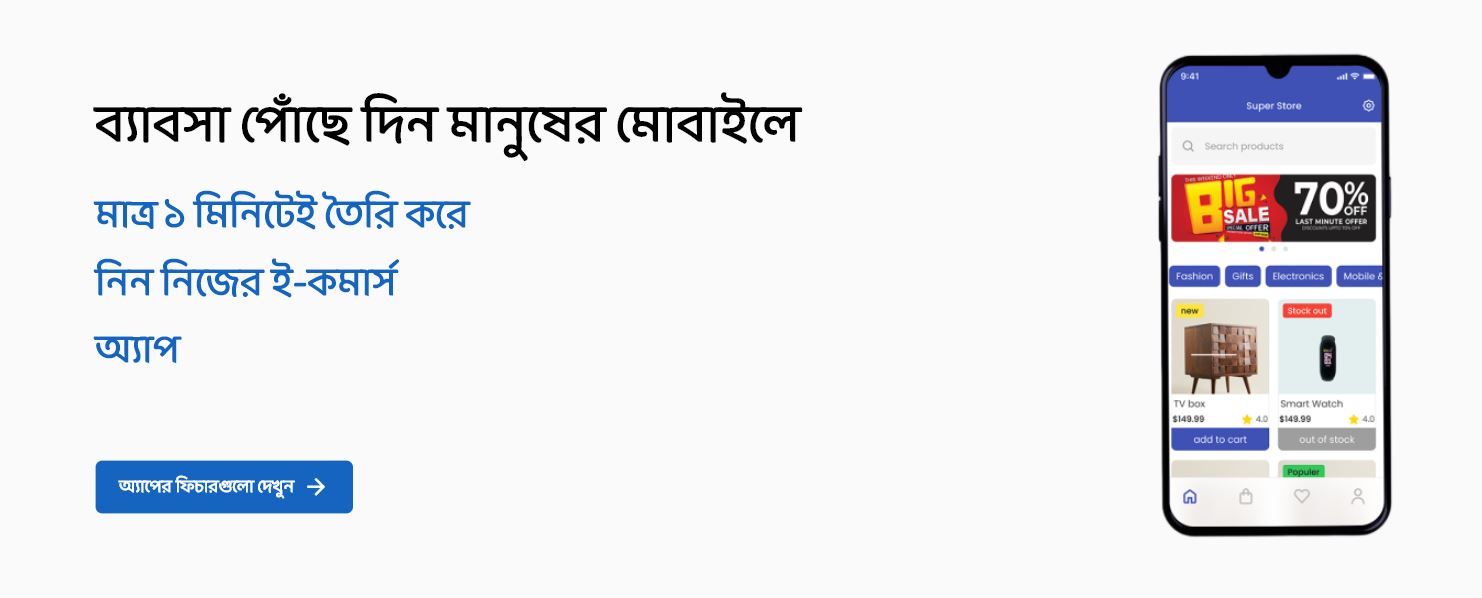 ব্যাবসা পৌঁছে দিন মানুষের মোবাইলে
মাত্র ১ মিনিটেই তৈরি করে
নিন নিজের ই-কমার্স
অ্যাপ
অ্যাপের ফিচারগুলো দেখুন
9:41
Super Store
Search products
THIS WEEKEND ONLY
BIG
SALE
SPECIAL OFFER
70%
OFF
LAST MINUTE OFFER
DISCOUNTS UPTO 70% OFF
Fashion Gifts Electronics Mobile &
new
Stock out
TV box
Smart Watch
$149.99 4.0
$149.99 4.0
add to cart
out of stock
Populer